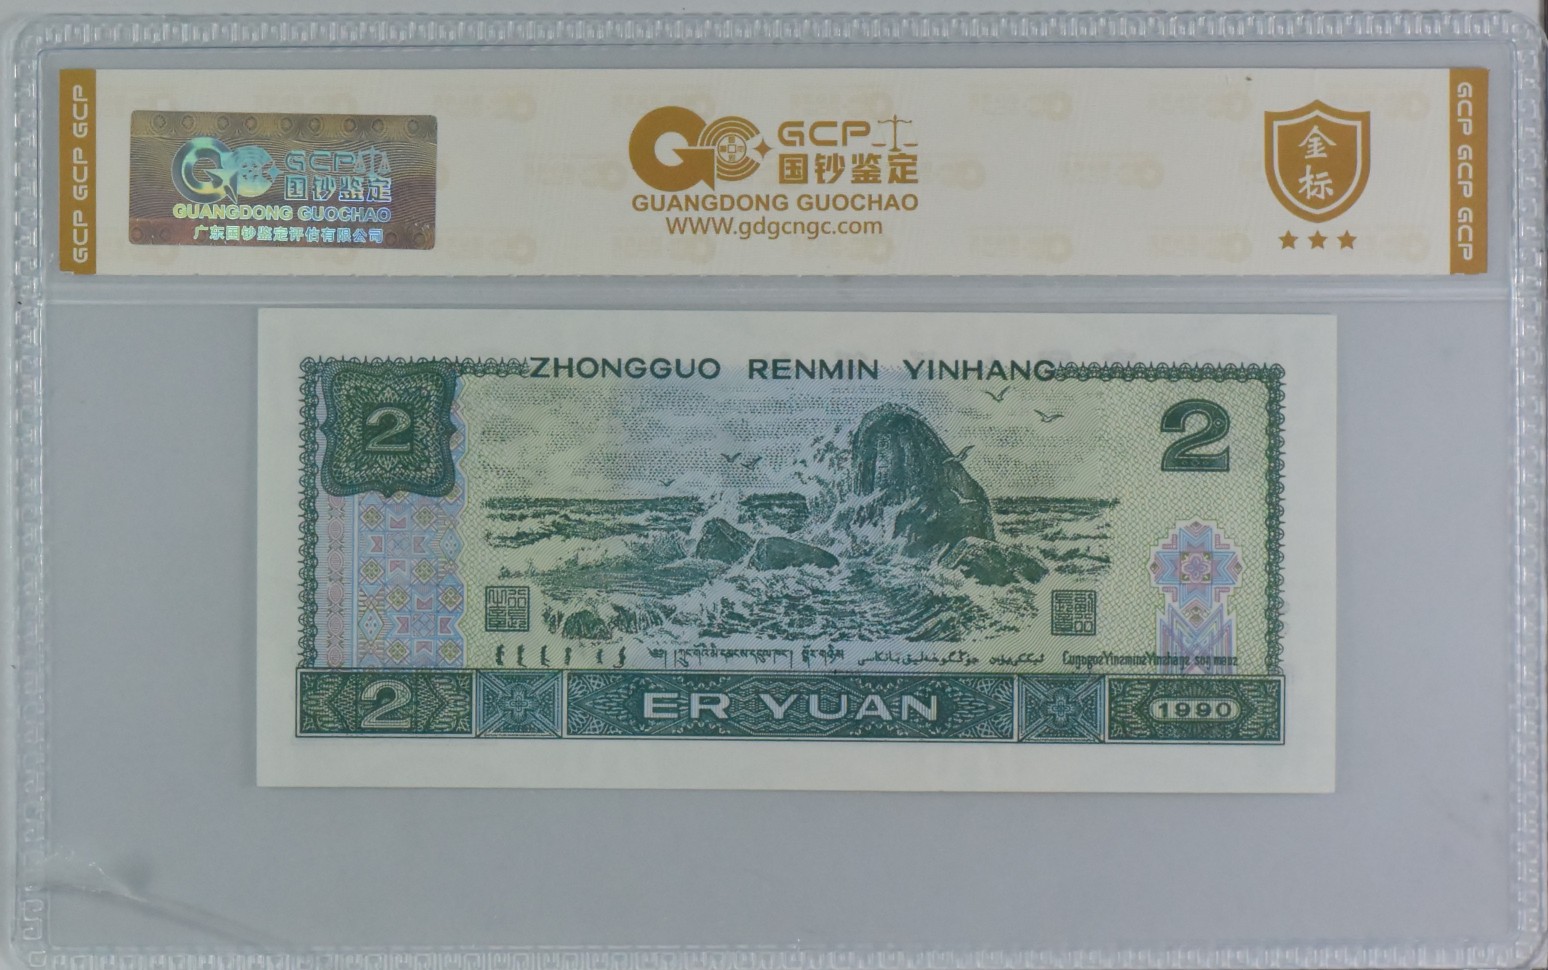 GCP GCP GCP
GCP
国钞鉴定
GUANGDONG GUOCHAO
广东国钞鉴定评估有限公司
GCP
国钞鉴定
GUANGDONG GUOCHAO
WWW.gdgcngc.com
金标
GCP GCP GCP
ZHONGGUO RENMIN YINHANG
2
2
2
ER YUAN
1990